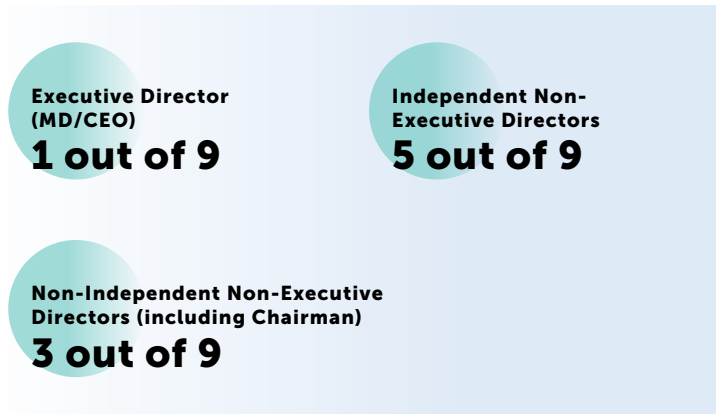 Executive Director
(MD/CEO)
1 out of 9
Independent Non-
Executive Directors
5 out of 9
Non-Independent Non-Executive
Directors (including Chairman)
3 out of 9